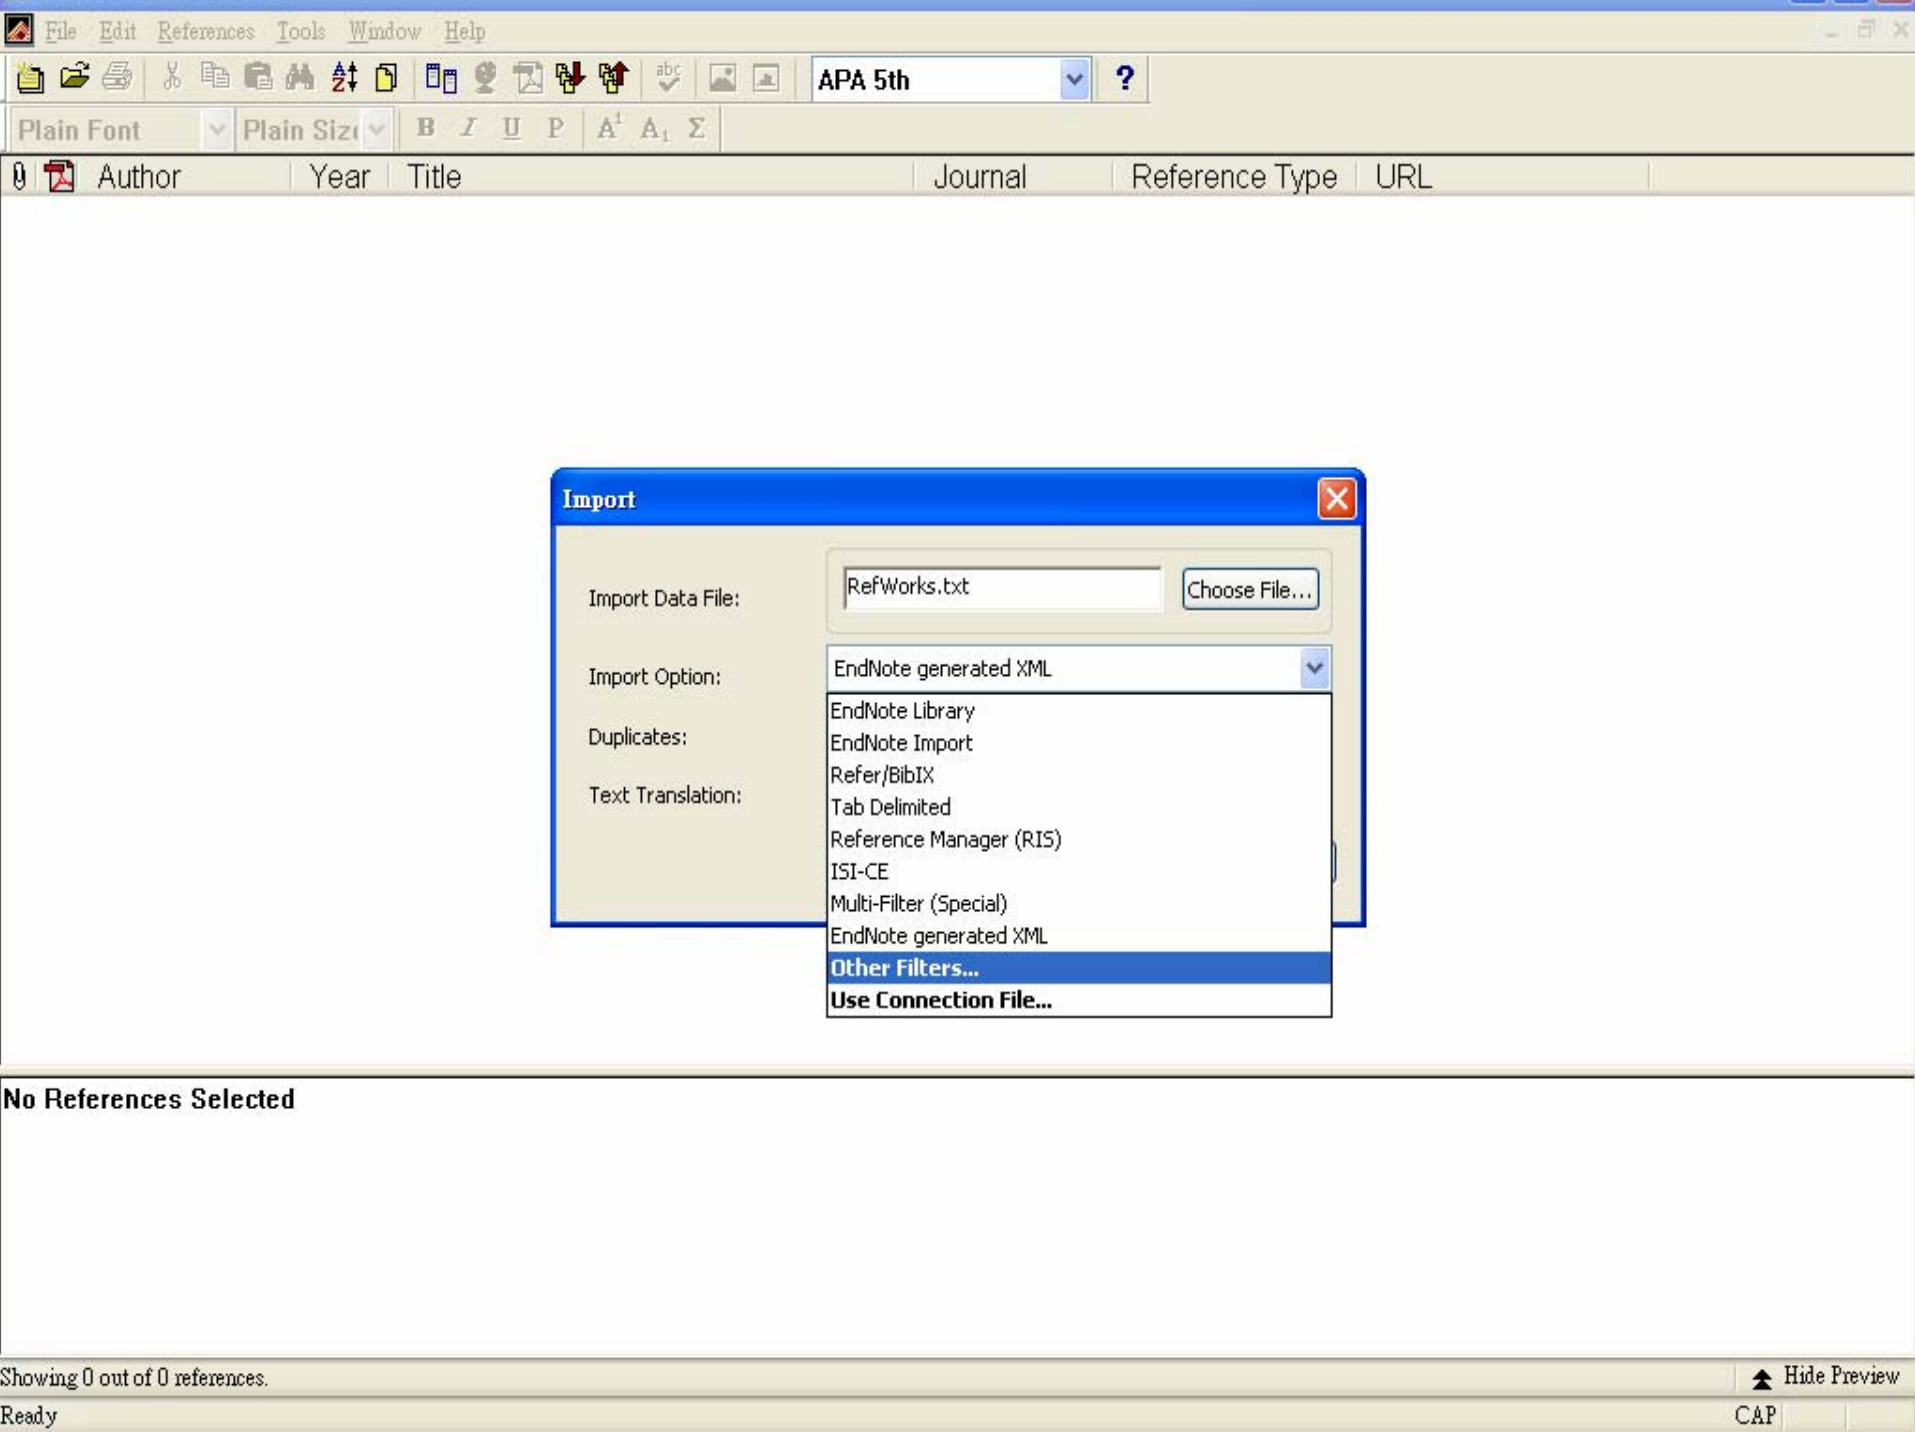 File Edit References Tools Window Help
abc APA 5th ?
Plain Font Plain Siz B I U P A1 A1 Σ
Author Year Title Journal Reference Type URL
Import
Import Data File: RefWorks.txt Choose File...
Import Option: EndNote generated XML
EndNote Library
Duplicates: EndNote Import
Refer/BibIX
Text Translation: Tab Delimited
Reference Manager (RIS)
ISI-CE
Multi-Filter (Special)
EndNote generated XML
Other Filters...
Use Connection File...
No References Selected
Showing 0 out of 0 references. Hide Preview
Ready CAP